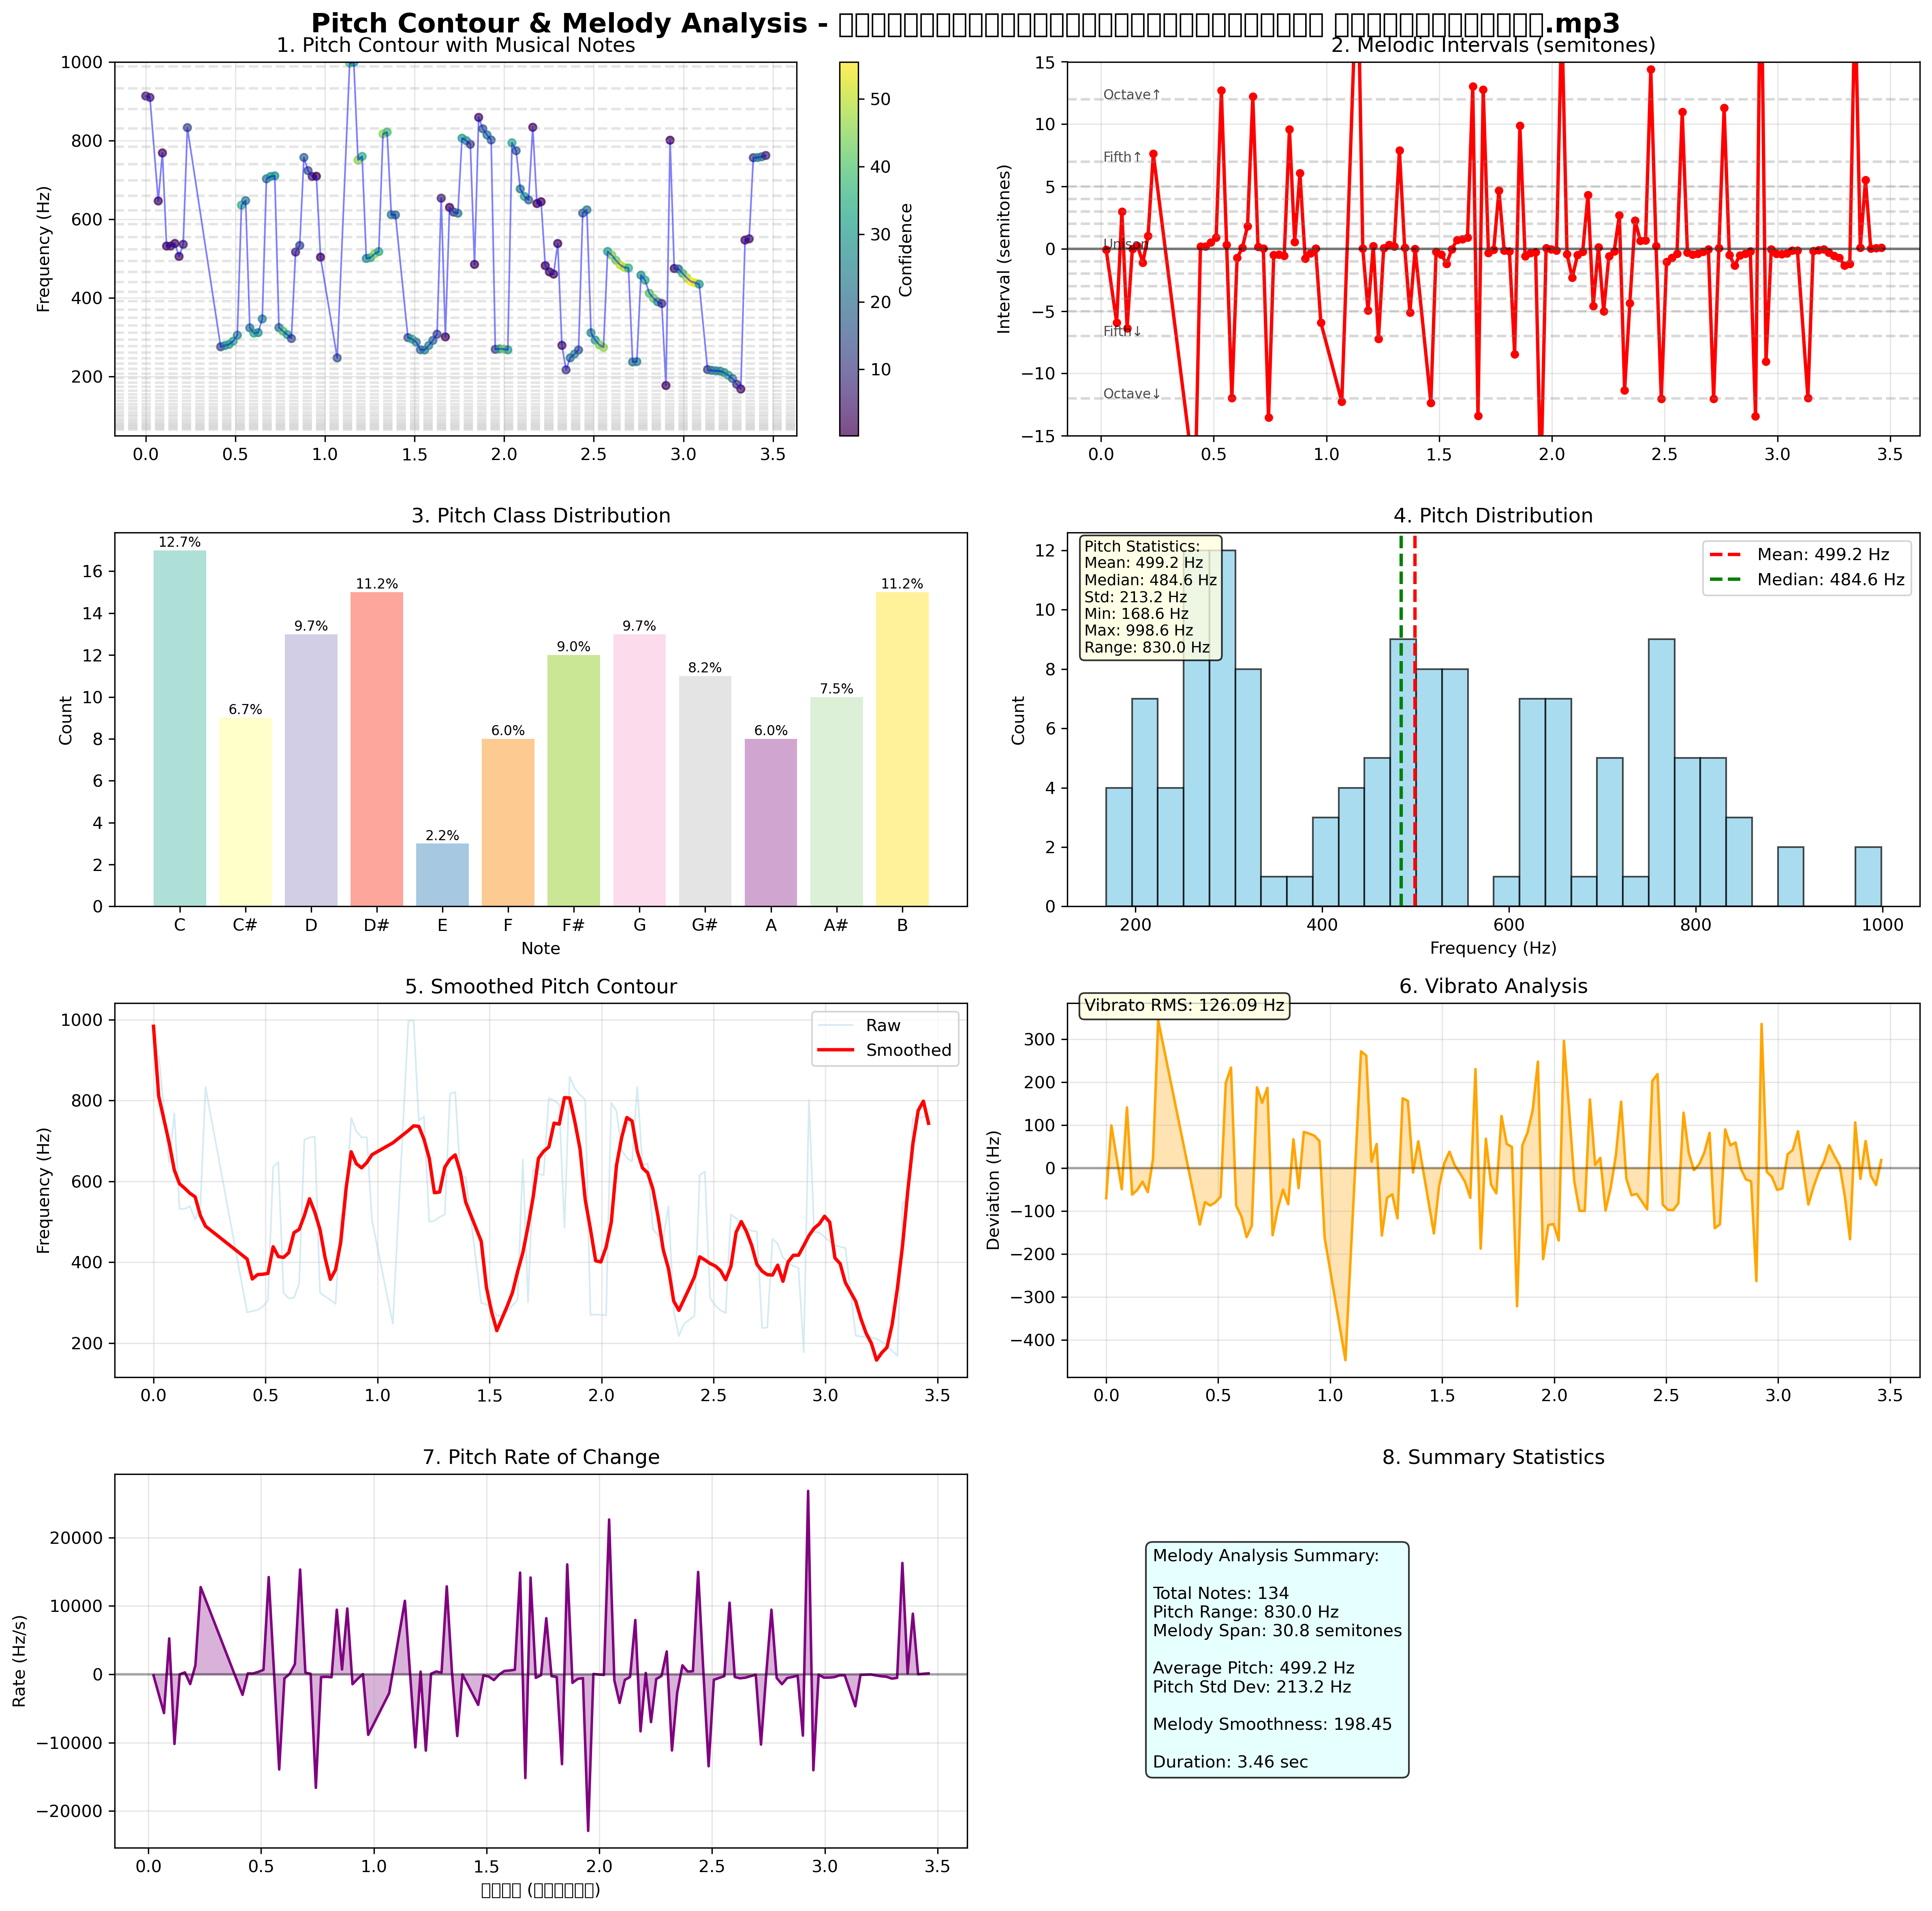 Pitch Contour & Melody Analysis - .mp3
1. Pitch Contour with Musical Notes
Frequency (Hz)
1000
800
600
400
200
0.0 0.5 1.0 1.5 2.0 2.5 3.0 3.5
50
40
30
20
10
Confidence
2. Melodic Intervals (semitones)
Interval (semitones)
15
10
5
0
−5
−10
−15
Octave↑
Fifth↑
Unison
Fifth↓
Octave↓
0.0 0.5 1.0 1.5 2.0 2.5 3.0 3.5
3. Pitch Class Distribution
Count
16
14
12
10
8
6
4
2
0
12.7% 6.7% 9.7% 11.2% 2.2% 6.0% 9.0% 9.7% 8.2% 6.0% 7.5% 11.2%
C C# D D# E F F# G G# A A# B
Note
4. Pitch Distribution
Count
12
10
8
6
4
2
0
Pitch Statistics:
Mean: 499.2 Hz
Median: 484.6 Hz
Std: 213.2 Hz
Min: 168.6 Hz
Max: 998.6 Hz
Range: 830.0 Hz
Mean: 499.2 Hz
Median: 484.6 Hz
200 400 600 800 1000
Frequency (Hz)
5. Smoothed Pitch Contour
Frequency (Hz)
1000
800
600
400
200
Raw
Smoothed
0.0 0.5 1.0 1.5 2.0 2.5 3.0 3.5
6. Vibrato Analysis
Vibrato RMS: 126.09 Hz
Deviation (Hz)
300
200
100
0
−100
−200
−300
−400
0.0 0.5 1.0 1.5 2.0 2.5 3.0 3.5
7. Pitch Rate of Change
Rate (Hz/s)
20000
10000
0
−10000
−20000
0.0 0.5 1.0 1.5 2.0 2.5 3.0 3.5
8. Summary Statistics
Melody Analysis Summary:
Total Notes: 134
Pitch Range: 830.0 Hz
Melody Span: 30.8 semitones
Average Pitch: 499.2 Hz
Pitch Std Dev: 213.2 Hz
Melody Smoothness: 198.45
Duration: 3.46 sec